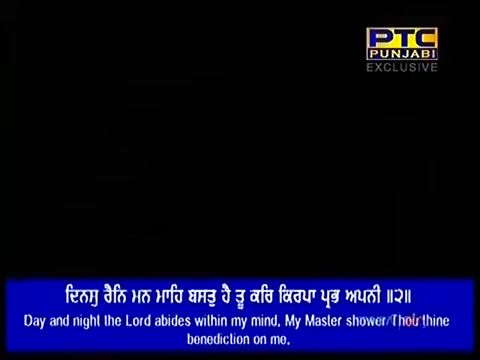 PTC
PUNJABI
EXCLUSIVE
ਦਿਨਸੁ ਰੈਨਿ ਮਨ ਮਾਹਿ ਬਸਤੁ ਹੈ ਤੂ ਕਰਿ ਕਿਰਪਾ ਪ੍ਰਭ ਅਪਨੀ ॥੨॥
Day and night the Lord abides within my mind, My Master shower Thou thine
benediction on me.